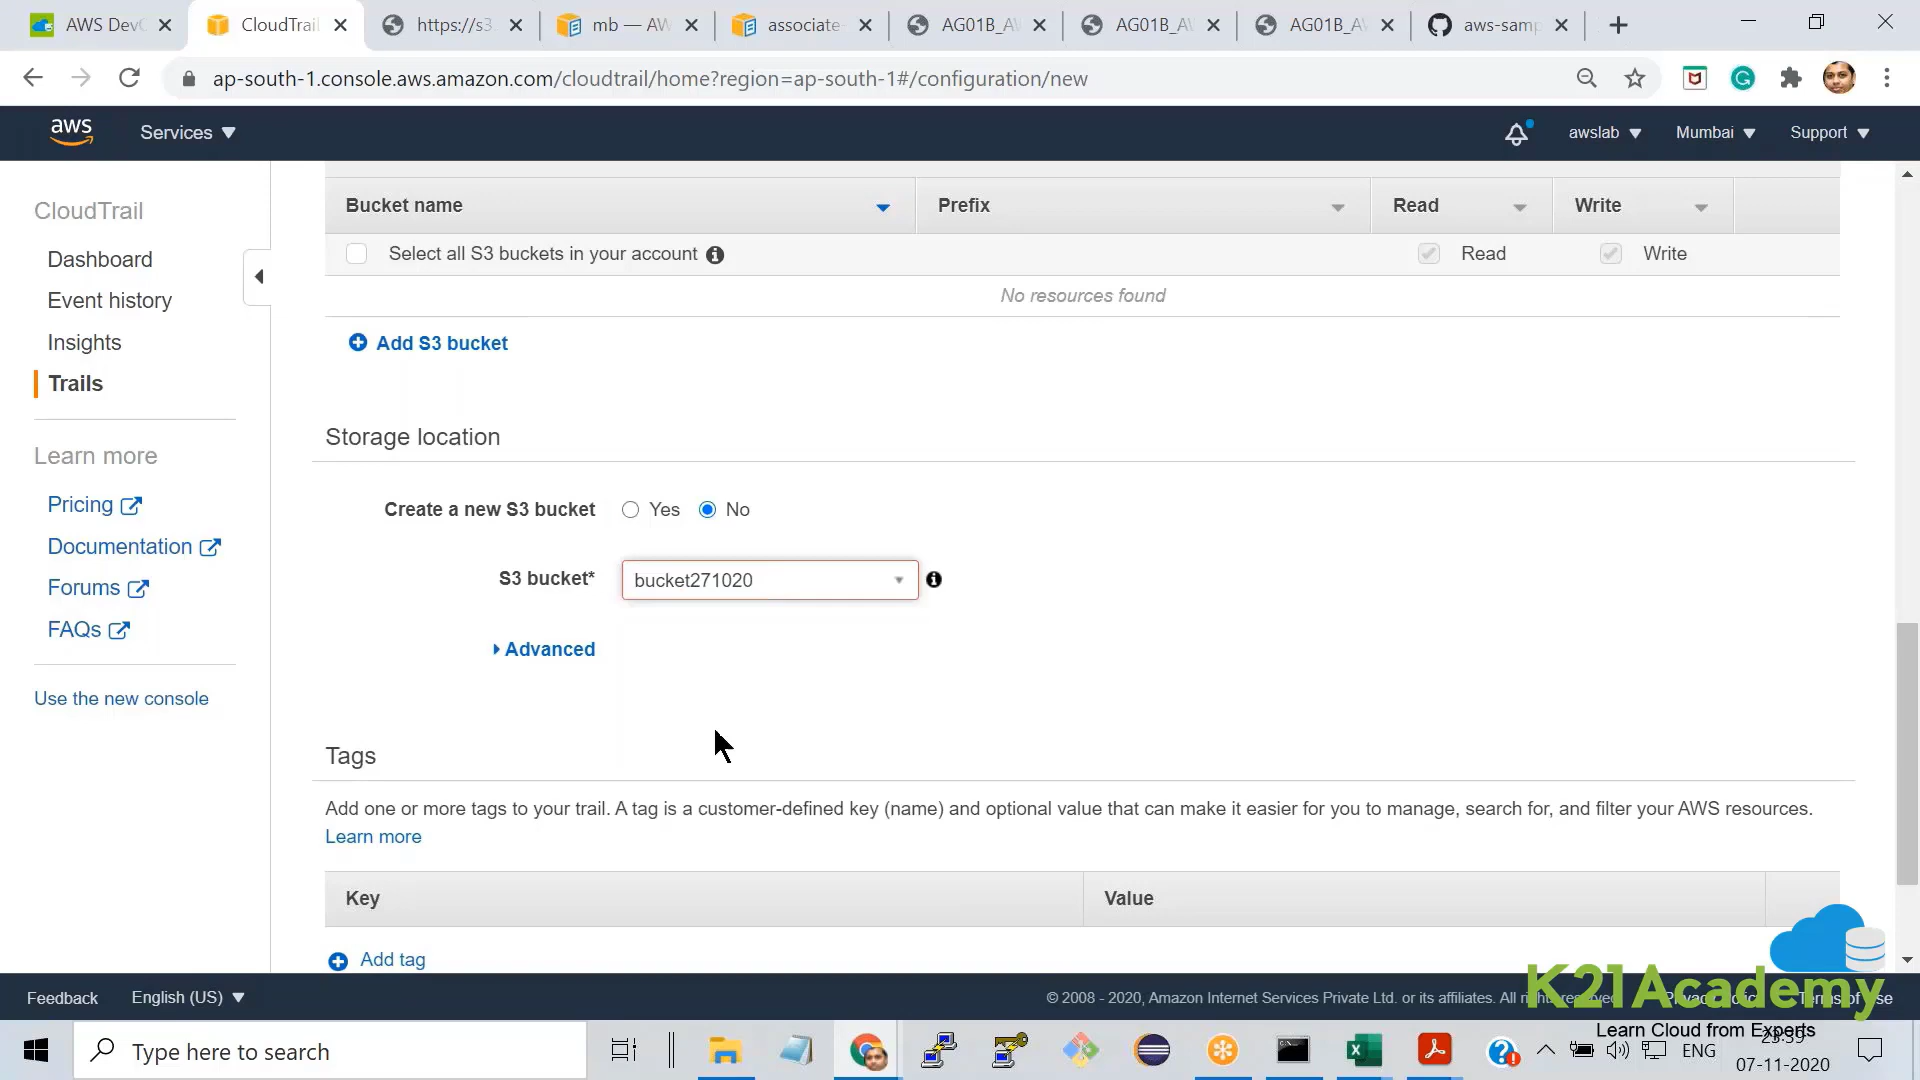 AWS DevO
CloudTrail
https://s3.
mb — AW
associate-
AG01B_AW
AG01B_AW
AG01B_AW
aws-samp
ap-south-1.console.aws.amazon.com/cloudtrail/home?region=ap-south-1#/configuration/new
aws
Services
awslab
Mumbai
Support
CloudTrail
Dashboard
Event history
Insights
Trails
Learn more
Pricing
Documentation
Forums
FAQs
Use the new console
Bucket name
Prefix
Read
Write
Select all S3 buckets in your account
Read
Write
No resources found
Add S3 bucket
Storage location
Create a new S3 bucket
Yes
No
S3 bucket*
bucket271020
Advanced
Tags
Add one or more tags to your trail. A tag is a customer-defined key (name) and optional value that can make it easier for you to manage, search for, and filter your AWS resources.
Learn more
Key
Value
Add tag
Feedback
English (US)
© 2008 - 2020, Amazon Internet Services Private Ltd. or its affiliates. All rights reserved.
K21Academy
Learn Cloud from Experts
Type here to search
ENG
23:39
07-11-2020